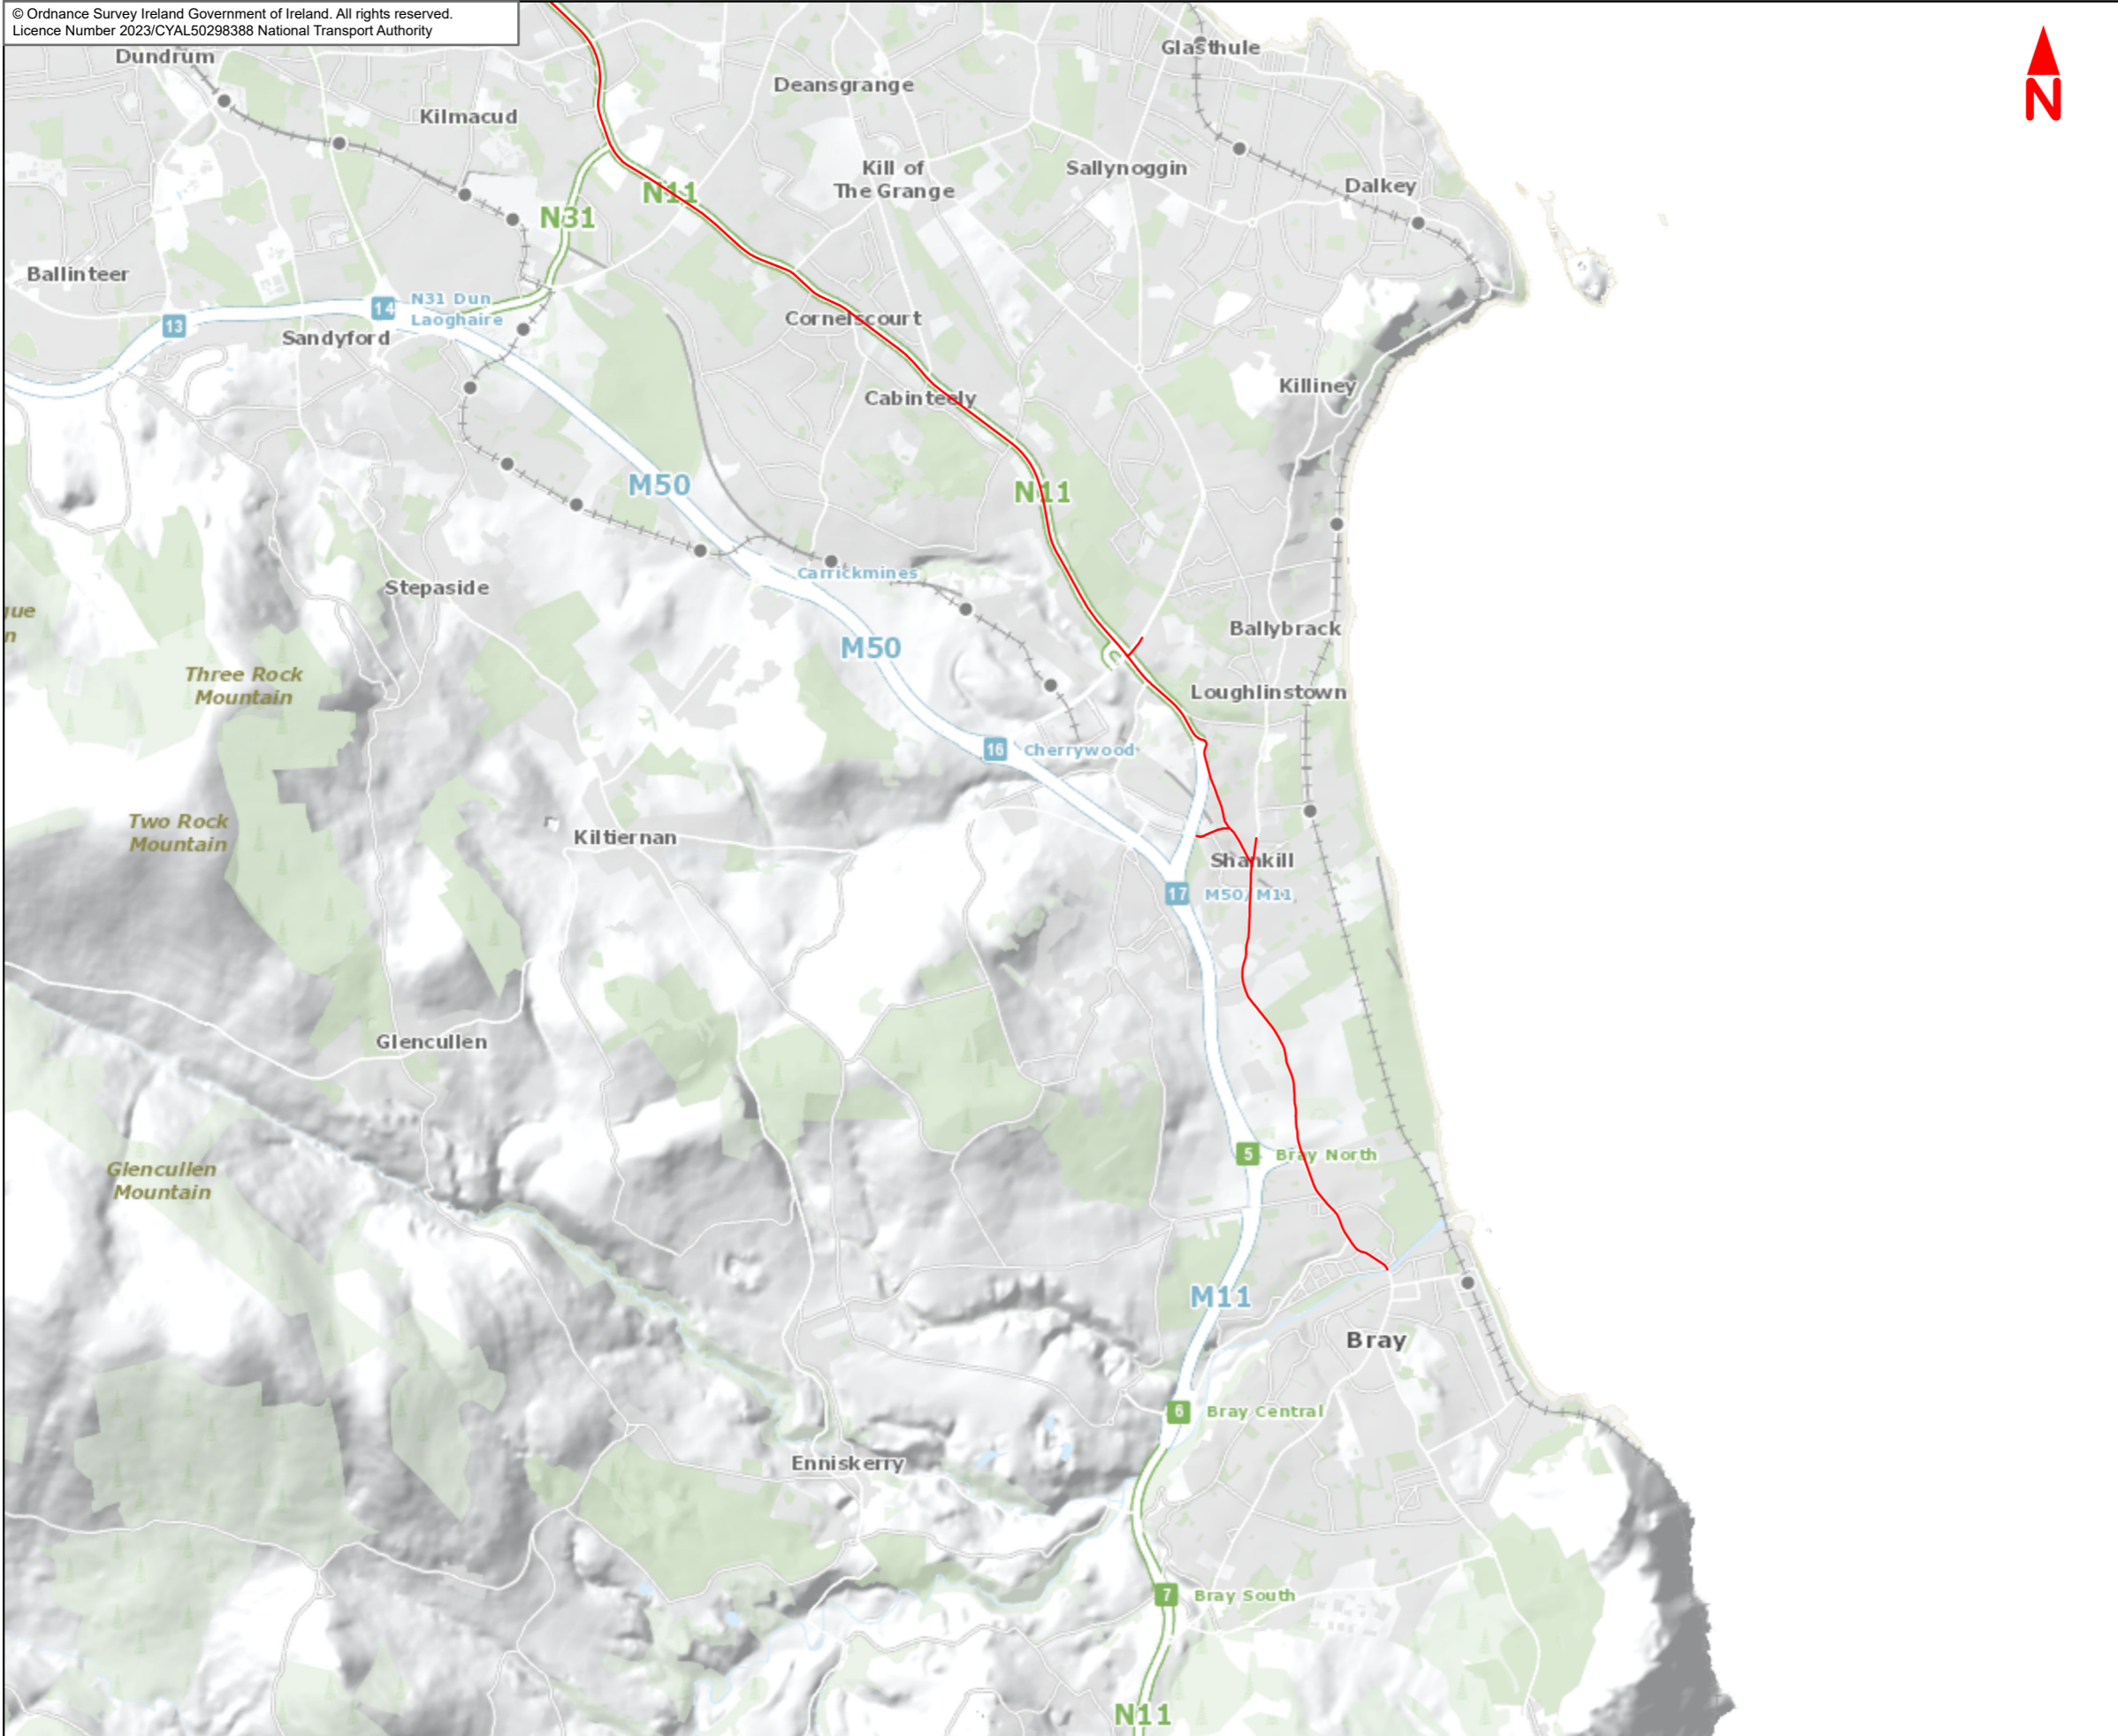 © Ordnance Survey Ireland Government of Ireland. All rights reserved.
Licence Number 2023/CYAL50298388 National Transport Authority
N
Dundrum
Glasthule
Deansgrange
Kilmacud
Kill of
The Grange
Sallynoggin
Dalkey
N11
N31
Ballinteer
13
14
N31 Dun
Laoghaire
Sandyford
Cornelscourt
Killiney
Cabinteely
M50
N11
Carrickmines
Stepaside
gue
n
M50
Ballybrack
Three Rock
Mountain
Loughlinstown
16
Cherrywood
Two Rock
Mountain
Kiltiernan
Shankill
17
M50/M11
Glencullen
5
Bray North
Glencullen
Mountain
M11
Bray
6
Bray Central
Enniskerry
7
Bray South
N11